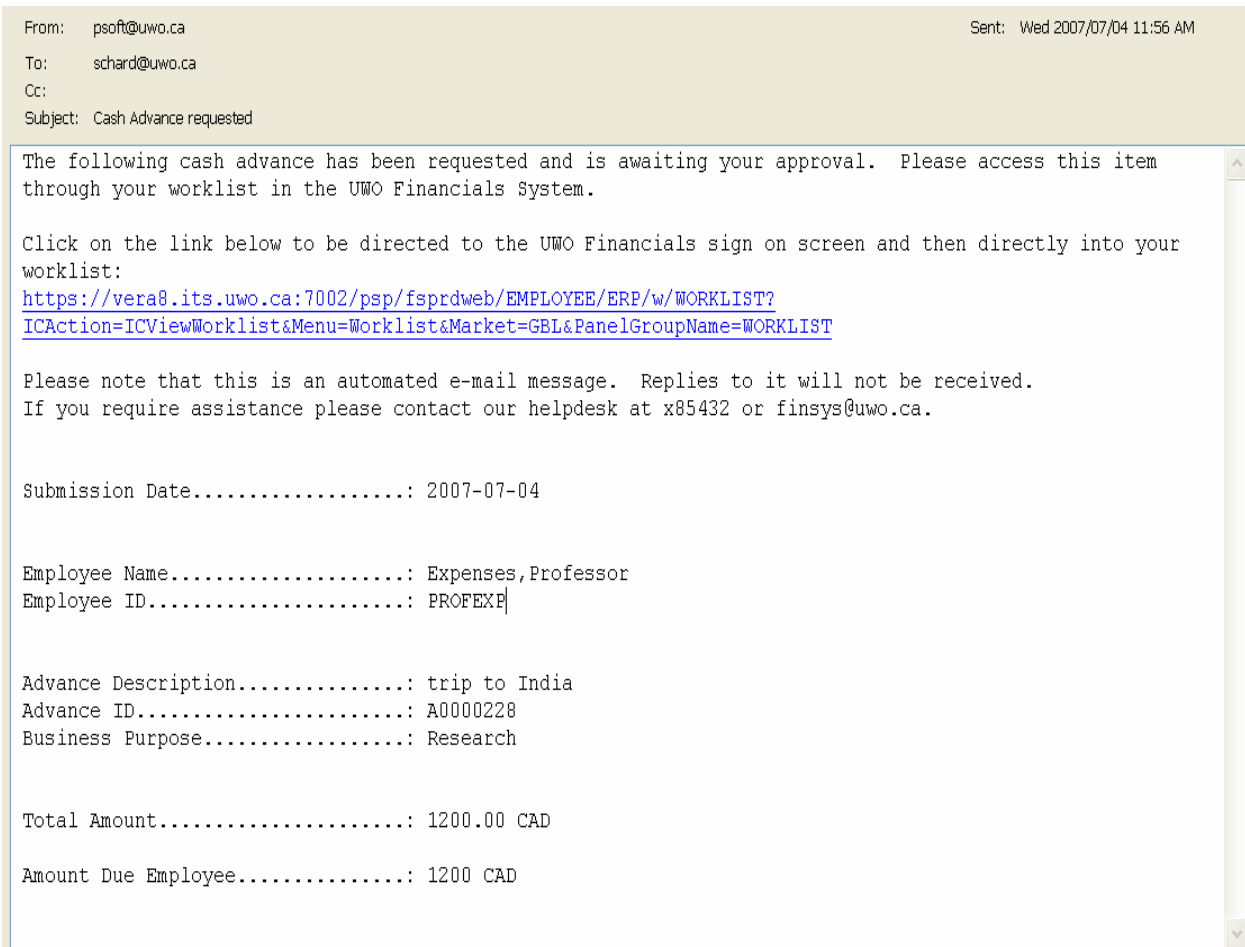 From: psoft@uwo.ca Sent: Wed 2007/07/04 11:56 AM
To: schard@uwo.ca
Cc:
Subject: Cash Advance requested
The following cash advance has been requested and is awaiting your approval.  Please access this item
through your worklist in the UWO Financials System.
Click on the link below to be directed to the UWO Financials sign on screen and then directly into your
worklist:
https://vera8.its.uwo.ca:7002/psp/fsprdweb/EMPLOYEE/ERP/w/WORKLIST?
ICAction=ICViewWorklist&Menu=Worklist&Market=GBL&PanelGroupName=WORKLIST
Please note that this is an automated e-mail message.  Replies to it will not be received.
If you require assistance please contact our helpdesk at x85432 or finsys@uwo.ca.
Submission Date...................: 2007-07-04
Employee Name.....................: Expenses,Professor
Employee ID.......................: PROFEXP
Advance Description...............: trip to India
Advance ID........................: A0000228
Business Purpose..................: Research
Total Amount......................: 1200.00 CAD
Amount Due Employee...............: 1200 CAD